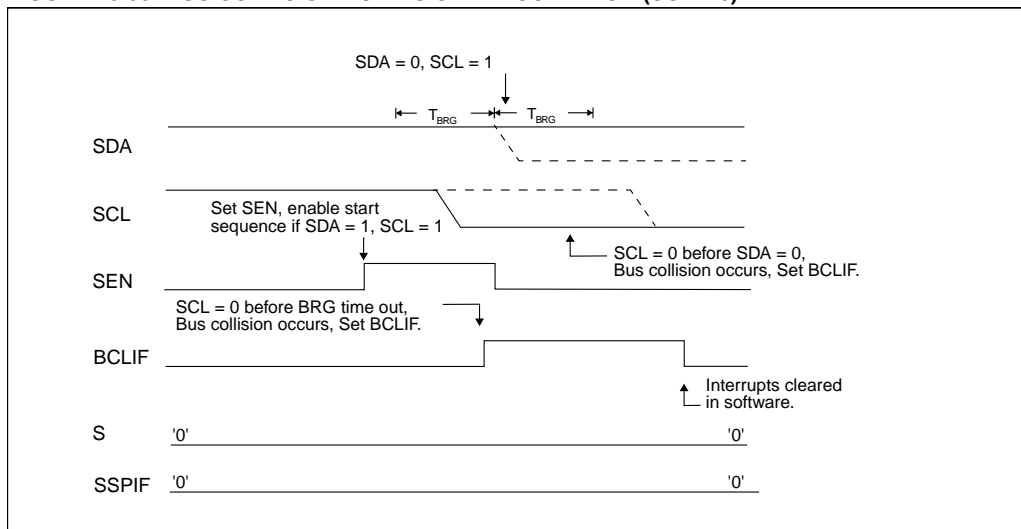 SDA = 0, SCL = 1
T_BRG T_BRG
SDA
SCL
Set SEN, enable start
sequence if SDA = 1, SCL = 1
SCL = 0 before SDA = 0,
Bus collision occurs, Set BCLIF.
SEN
SCL = 0 before BRG time out,
Bus collision occurs, Set BCLIF.
BCLIF
Interrupts cleared
in software.
S '0' '0'
SSPIF '0' '0'